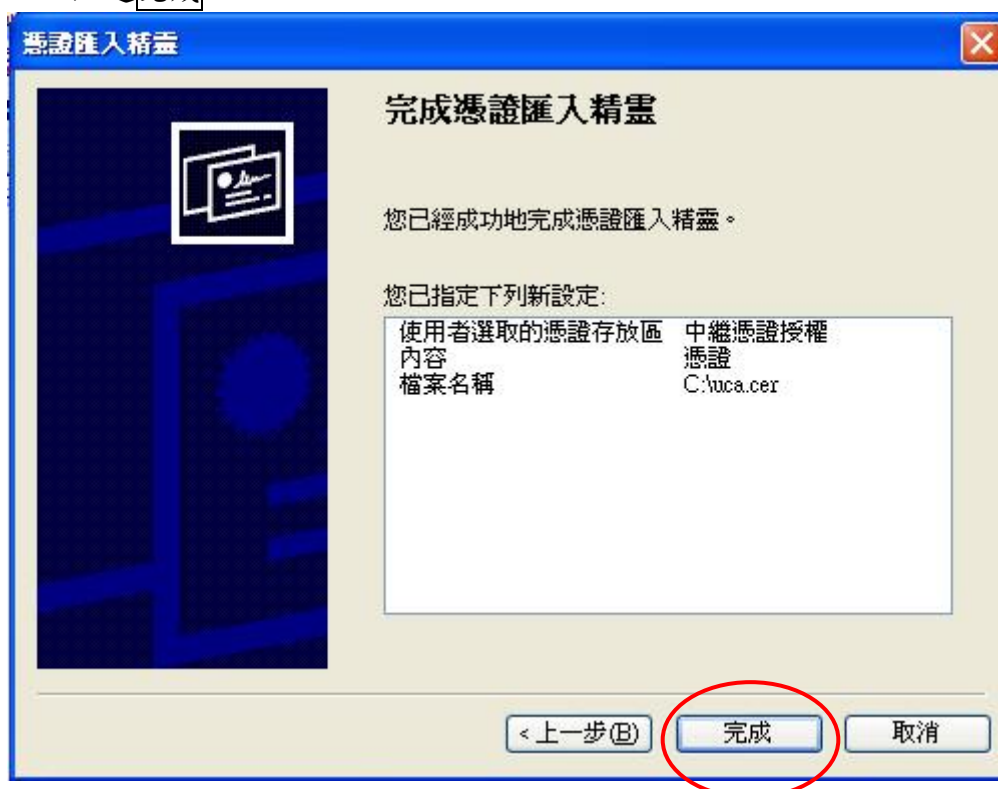 完成
憑證匯入精靈
完成憑證匯入精靈
您已經成功地完成憑證匯入精靈。
您已指定下列新設定:
使用者選取的憑證存放區 中繼憑證授權
內容 憑證
檔案名稱 C:\uca.cer
<上一步(B) 完成 取消